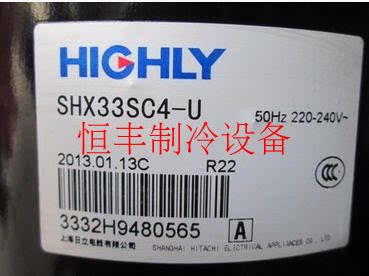 HIGHLY
SHX33SC4-U
50Hz 220-240V~
恒丰制冷设备
2013.01.13C R22
CCC
3332H9480565 A
上海日立电器有限公司
SHANGHAI HITACHI ELECTRICAL APPLIANCES CO., LTD.